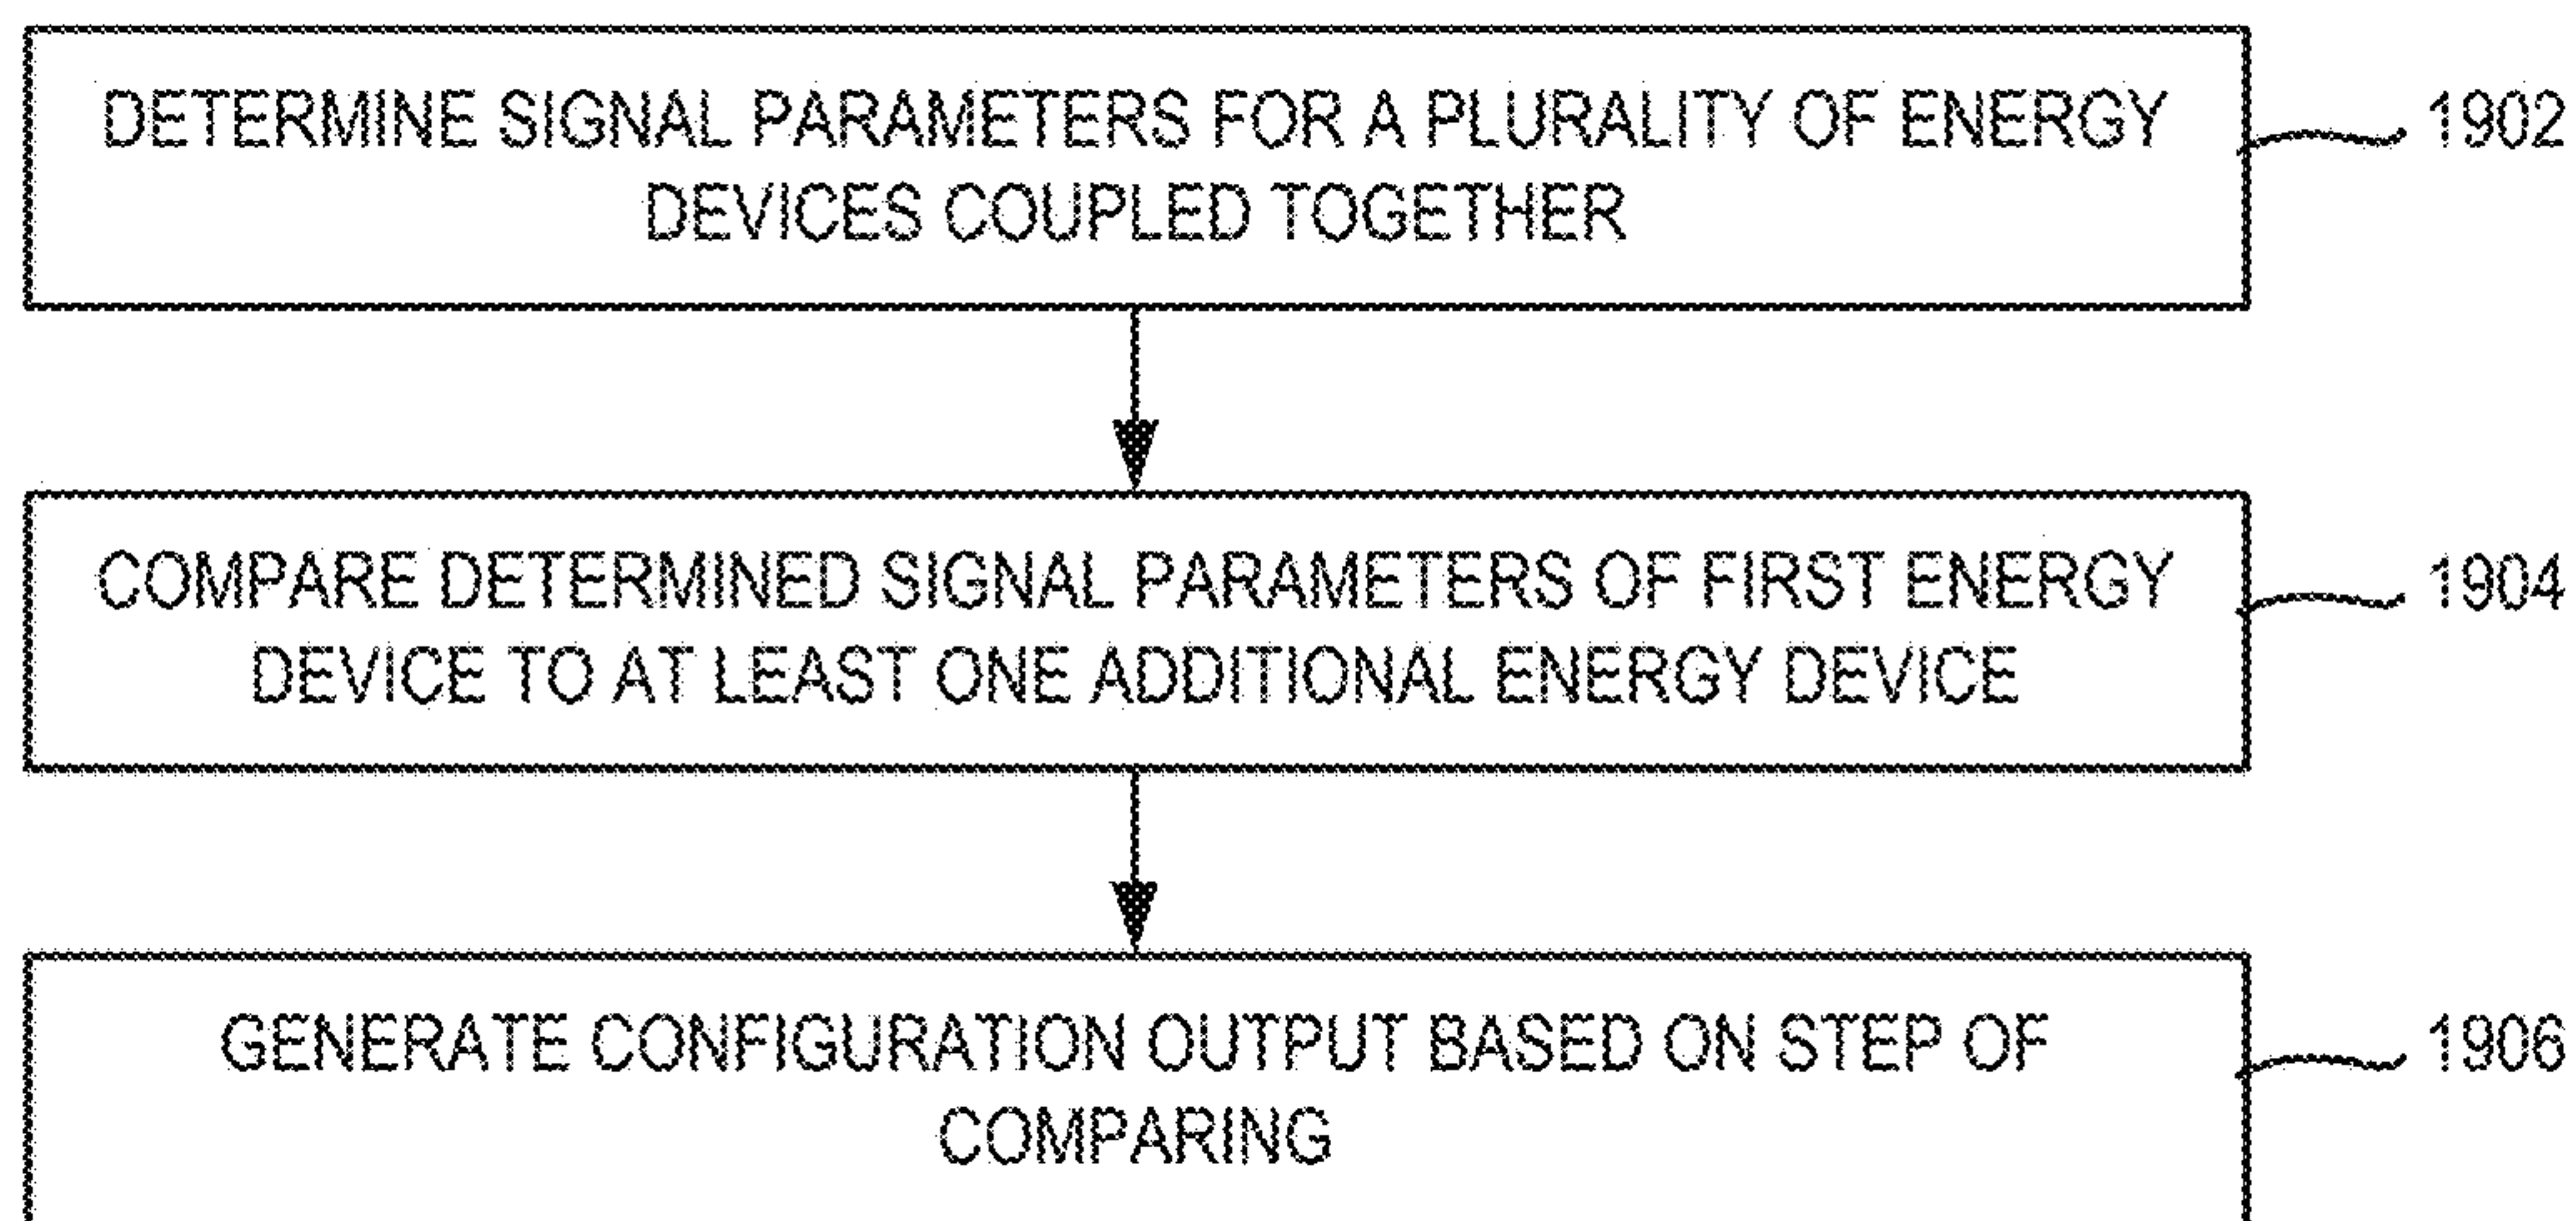 DETERMINE SIGNAL PARAMETERS FOR A PLURALITY OF ENERGY
DEVICES COUPLED TOGETHER
1902
COMPARE DETERMINED SIGNAL PARAMETERS OF FIRST ENERGY
DEVICE TO AT LEAST ONE ADDITIONAL ENERGY DEVICE
1904
GENERATE CONFIGURATION OUTPUT BASED ON STEP OF
COMPARING
1906